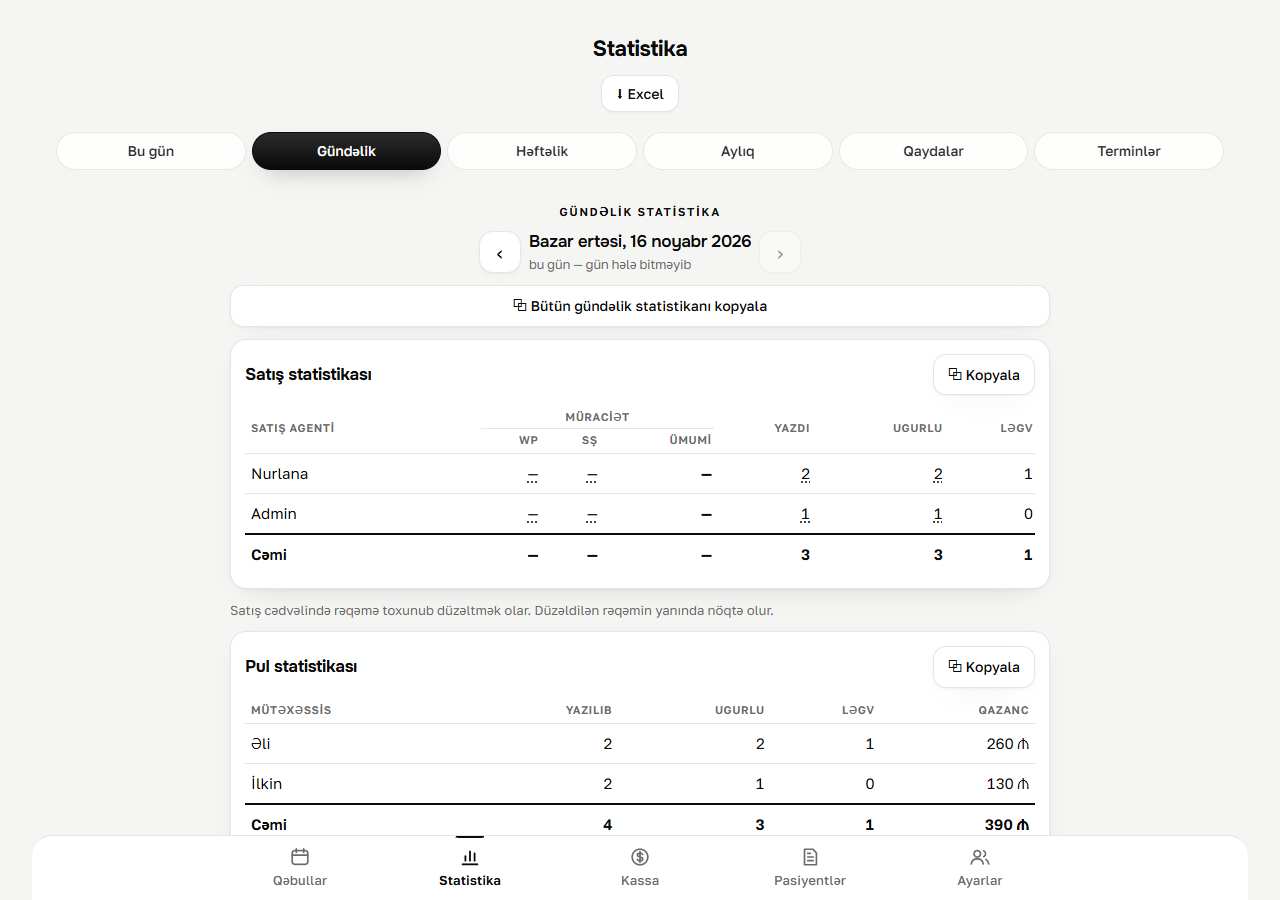 Statistika
⭳ Excel
Bu gün Gündəlik Həftəlik Aylıq Qaydalar Terminlər
GÜNDƏLİK STATİSTİKA
‹ Bazar ertəsi, 16 noyabr 2026 ›
bu gün — gün hələ bitməyib
⿻ Bütün gündəlik statistikanı kopyala
Satış statistikası ⿻ Kopyala
MÜRACİƏT
SATIŞ AGENTİ YAZDI UGURLU LƏGV
WP SŞ ÜMUMİ
Nurlana — — — 2 2 1
Admin — — — 1 1 0
Cəmi — — — 3 3 1
Satış cədvəlində rəqəmə toxunub düzəltmək olar. Düzəldilən rəqəmin yanında nöqtə olur.
Pul statistikası ⿻ Kopyala
MÜTƏXƏSSİS YAZILIB UGURLU LƏGV QAZANC
Əli 2 2 1 260 ₼
İlkin 2 1 0 130 ₼
Cəmi 4 3 1 390 ₼
Qəbullar Statistika Kassa Pasiyentlər Ayarlar